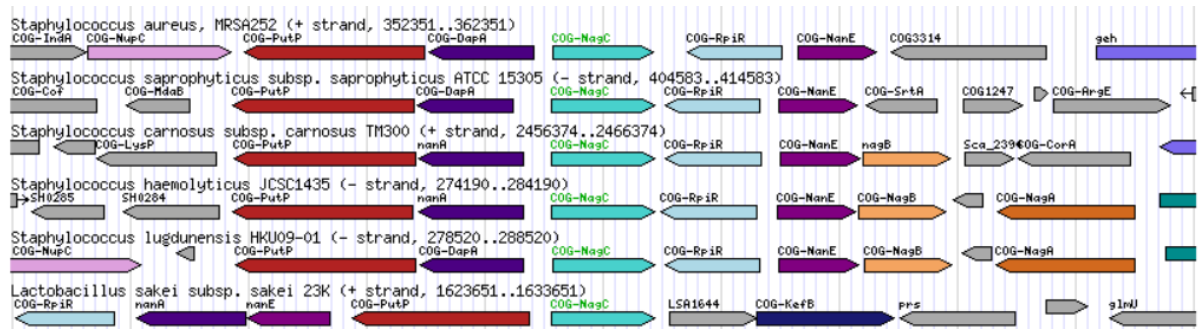 Staphylococcus aureus, MRSA252 (+ strand, 352351..362351)
COG-IndA COG-NupC COG-PutP COG-DapA COG-NagC COG-RpiR COG-NanE COG3314 geh
Staphylococcus saprophyticus subsp. saprophyticus ATCC 15305 (- strand, 404583..414583)
COG-Cof COG-MdaB COG-PutP COG-DapA COG-NagC COG-RpiR COG-NanE COG-SrtA COG1247 COG-ArgE
Staphylococcus carnosus subsp. carnosus TM300 (+ strand, 2456374..2466374)
COG-LysP COG-PutP nanA COG-NagC COG-RpiR COG-NanE nagB Sca_2394 COG-CorA
Staphylococcus haemolyticus JCSC1435 (- strand, 274190..284190)
SH0285 SH0284 COG-PutP nanA COG-NagC COG-RpiR COG-NanE COG-NagB COG-NagA
Staphylococcus lugdunensis HKU09-01 (- strand, 278520..288520)
COG-NupC COG-PutP COG-DapA COG-NagC COG-RpiR COG-NanE COG-NagB COG-NagA
Lactobacillus sakei subsp. sakei 23K (+ strand, 1623651..1633651)
COG-RpiR nanA nanE COG-PutP COG-NagC LSA1644 COG-KefB prs glmU